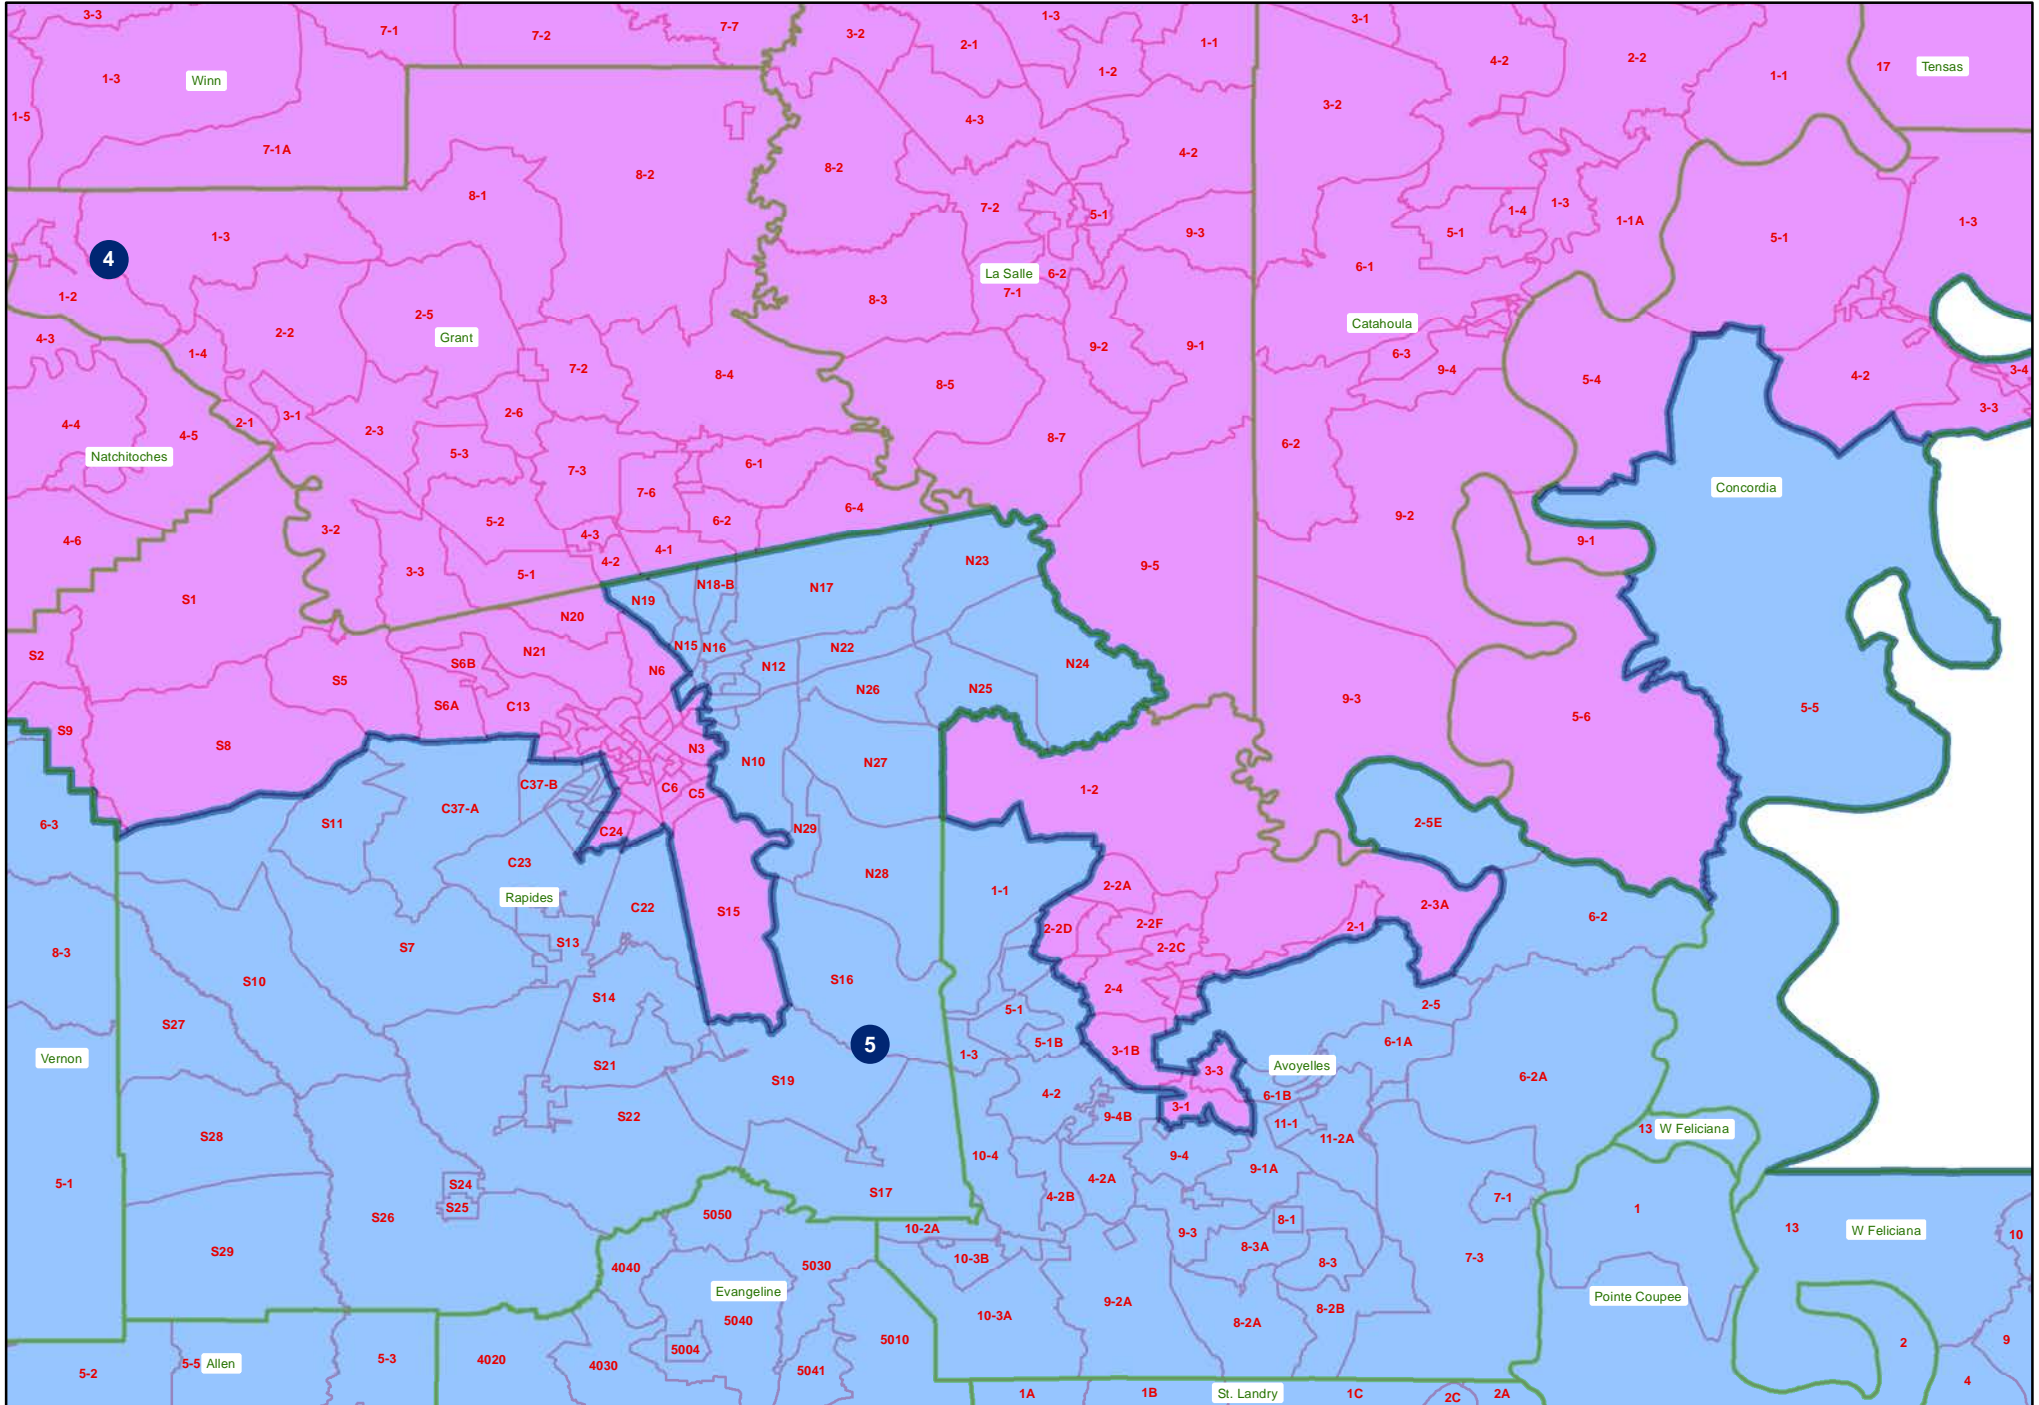 3-3
7-1
7-2
7-7
3-2
2-1
1-3
1-1
3-1
4-2
2-2
1-1
17
Tensas
1-3
Winn
1-2
3-2
1-5
4-3
7-1A
8-2
8-2
4-2
8-1
7-2
5-1
1-4
1-3
1-1A
1-3
1-3
9-3
5-1
5-1
4
La Salle
6-2
6-1
1-2
7-1
8-3
2-5
Catahoula
4-3
2-2
Grant
1-4
9-2
9-1
6-3
7-2
8-4
8-5
9-4
5-4
4-2
3-4
4-4
2-1
3-1
2-6
3-3
4-5
2-3
8-7
6-2
Natchitoches
5-3
7-3
6-1
Concordia
7-6
6-4
9-2
3-2
5-2
6-2
4-6
4-3
4-1
9-1
4-2
N23
9-5
3-3
5-1
N18-B
N17
S1
N19
N20
S2
N21
N15
N16
N22
S6B
N6
N12
N24
S5
N26
N25
9-3
S6A
C13
5-6
5-5
S9
S8
N3
N10
N27
C37-B
C6
C5
1-2
6-3
S11
C37-A
C24
N29
2-5E
C23
N28
1-1
2-2A
Rapides
C22
S15
2-3A
6-2
2-2D
2-2F
2-1
8-3
S7
S13
2-2C
S10
S16
2-4
S14
5-1
2-5
S27
5-1B
6-1A
5
3-1B
1-3
Vernon
S21
Avoyelles
3-3
S19
6-2A
4-2
6-1B
3-1
S22
9-4B
11-1
13
W Feliciana
S28
11-2A
10-4
9-4
9-1A
5-1
S24
4-2A
S17
4-2B
7-1
S25
1
S26
5050
8-1
10-2A
9-3
13
W Feliciana
10
S29
8-3A
10-3B
8-3
7-3
4040
5030
Evangeline
Pointe Coupee
9-2A
8-2B
10-3A
5040
8-2A
5010
2
9
5004
5-5
Allen
5-3
4020
4030
5041
5-2
4
1A
1B
St. Landry
1C
2C
2A